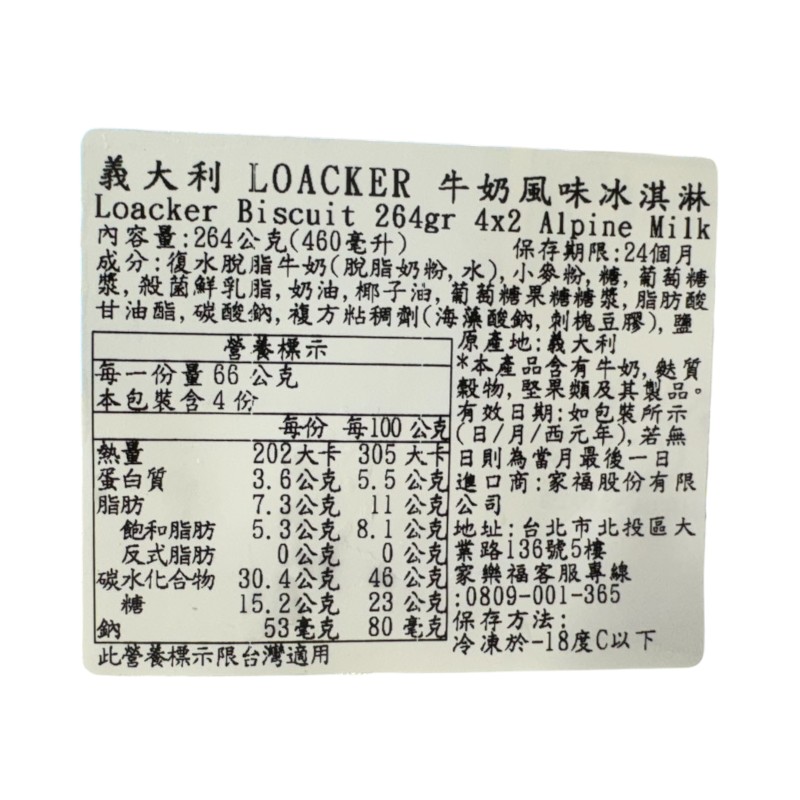 義大利 LOACKER 牛奶風味冰淇淋
Loacker Biscuit 264gr 4x2 Alpine Milk
內容量:264公克(460毫升)
保存期限:24個月
成分:復水脫脂牛奶(脫脂奶粉,水),小麥粉,糖,葡萄糖
漿,殺菌鮮乳脂,奶油,椰子油,葡萄糖果糖糖漿,脂肪酸
甘油酯,碳酸鈉,複方粘稠劑(海藻酸鈉,刺槐豆膠),鹽
營養標示
每一份量 66 公克
本包裝含 4 份
每份 每100 公克
熱量 202大卡 305 大卡
蛋白質 3.6公克 5.5 公克
脂肪 7.3公克 11 公克
飽和脂肪 5.3公克 8.1 公克
反式脂肪 0公克 0 公克
碳水化合物 30.4公克 46 公克
糖 15.2公克 23 公克
鈉 53毫克 80 毫克
此營養標示限台灣適用
原產地:義大利
*本產品含有牛奶,麩質
穀物,堅果類及其製品。
有效日期:如包裝所示
(日/月/西元年),若無
日則為當月最後一日
進口商:家福股份有限
公司
地址:台北市北投區大
業路136號5樓
家樂福客服專線
:0809-001-365
保存方法:
冷凍於-18度C以下